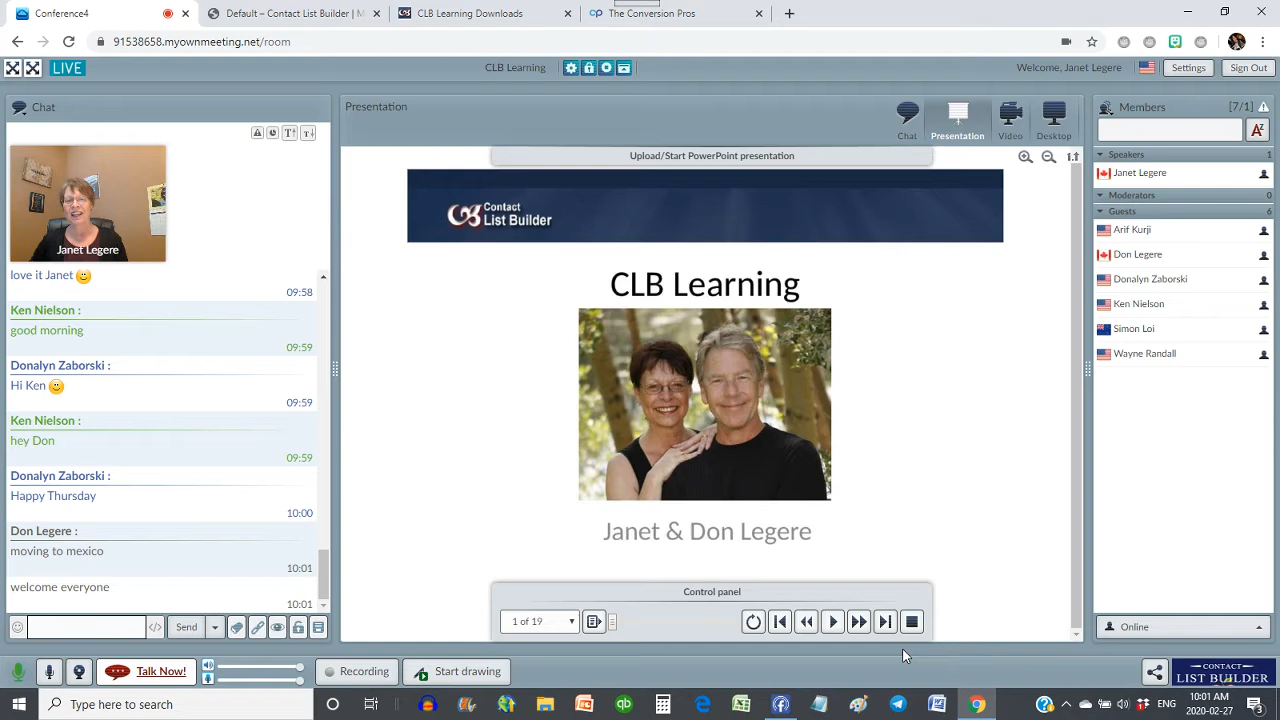 Conference4
Default – Contact List Builder | M
CLB Learning Downloads
The Conversion Pros
91538658.myownmeeting.net/room
LIVE
CLB Learning
Welcome, Janet Legere
Settings
Sign Out
Chat
Janet Legere
love it Janet
09:58
Ken Nielson :
good morning
09:59
Donalyn Zaborski :
Hi Ken
09:59
Ken Nielson :
hey Don
09:59
Donalyn Zaborski :
Happy Thursday
10:00
Don Legere :
moving to mexico
10:01
welcome everyone
10:01
Send
Presentation
Chat
Presentation
Video
Desktop
Upload/Start PowerPoint presentation
1:1
Contact
List Builder
CLB Learning
Janet & Don Legere
Control panel
1 of 19
Members
[7/1]
Speakers
1
Janet Legere
Moderators
0
Guests
6
Arif Kurji
Don Legere
Donalyn Zaborski
Ken Nielson
Simon Loi
Wayne Randall
Online
Talk Now!
Recording
Start drawing
CONTACT
LIST BUILDER
Type here to search
ENG
10:01 AM
2020-02-27